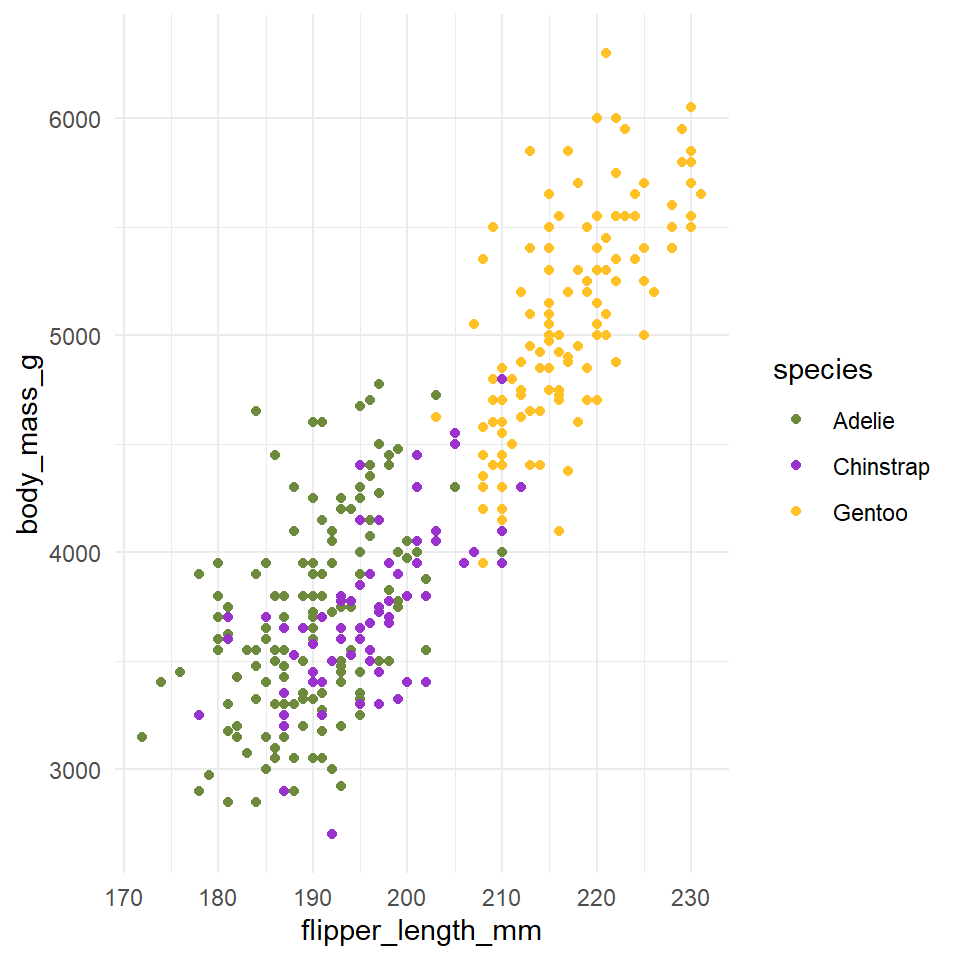 body_mass_g
6000
5000
4000
3000
170 180 190 200 210 220 230
flipper_length_mm
species
Adelie
Chinstrap
Gentoo